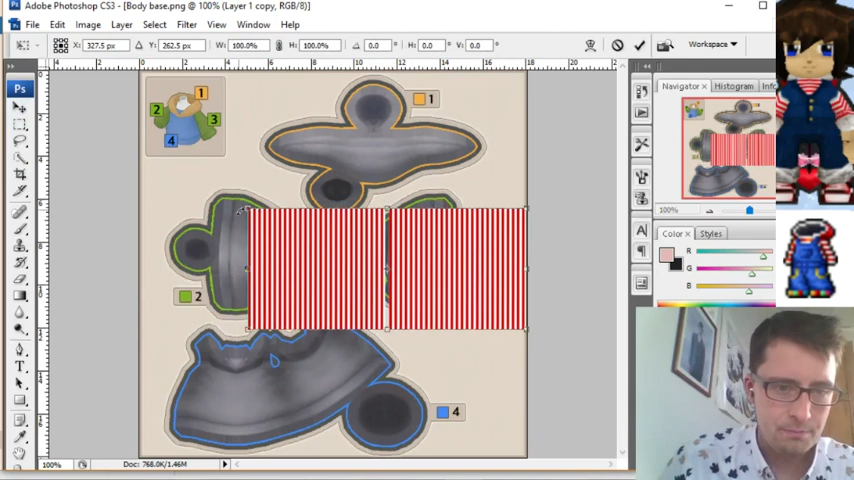 Adobe Photoshop CS3 - [Body base.png @ 100% (Layer 1 copy, RGB/8)]
File Edit Image Layer Select Filter View Window Help
X: 327.5 px Y: 262.5 px W: 100.0% H: 100.0% 0.0 ° H: 0.0 ° V: 0.0 ° Workspace
Ps
Navigator × Histogram Info
1
2
3
4
1
2
4
100%
A
Color × Styles
R
G
B
100% Doc: 768.0K/1.46M